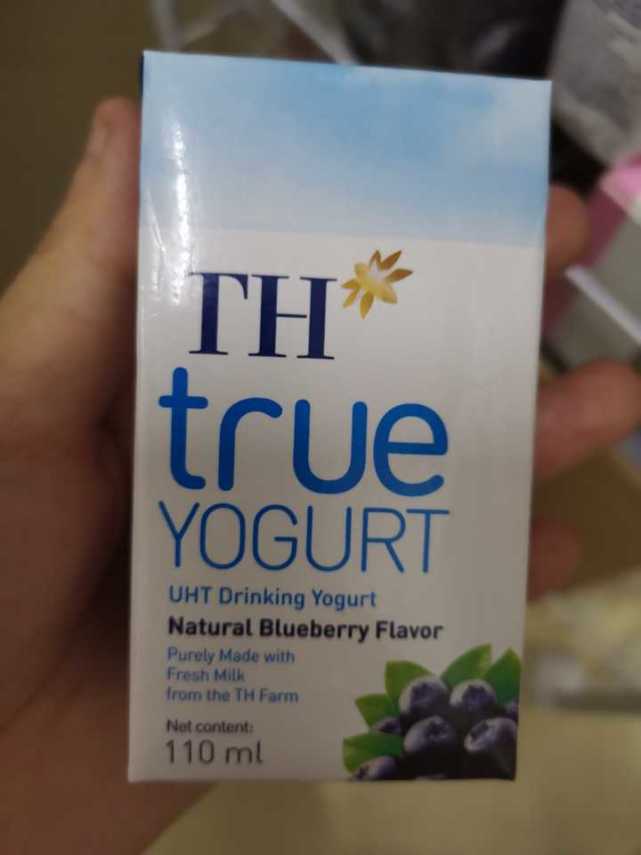 TH
true
YOGURT
UHT Drinking Yogurt
Natural Blueberry Flavor
Purely Made with
Fresh Milk
from the TH Farm
Net content:
110 ml